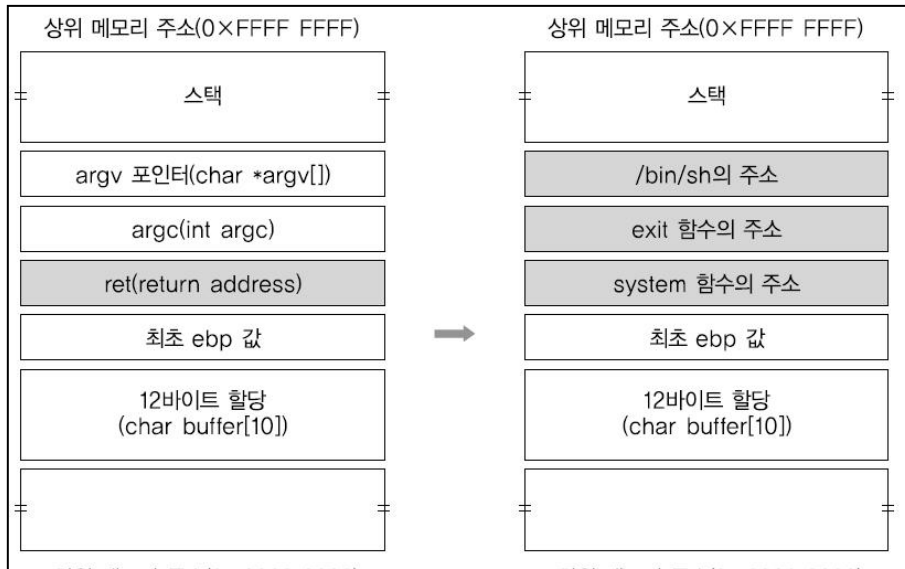 상위 메모리 주소(0×FFFF FFFF)
스택
argv 포인터(char *argv[])
argc(int argc)
ret(return address)
최초 ebp 값
12바이트 할당
(char buffer[10])
상위 메모리 주소(0×FFFF FFFF)
스택
/bin/sh의 주소
exit 함수의 주소
system 함수의 주소
최초 ebp 값
12바이트 할당
(char buffer[10])